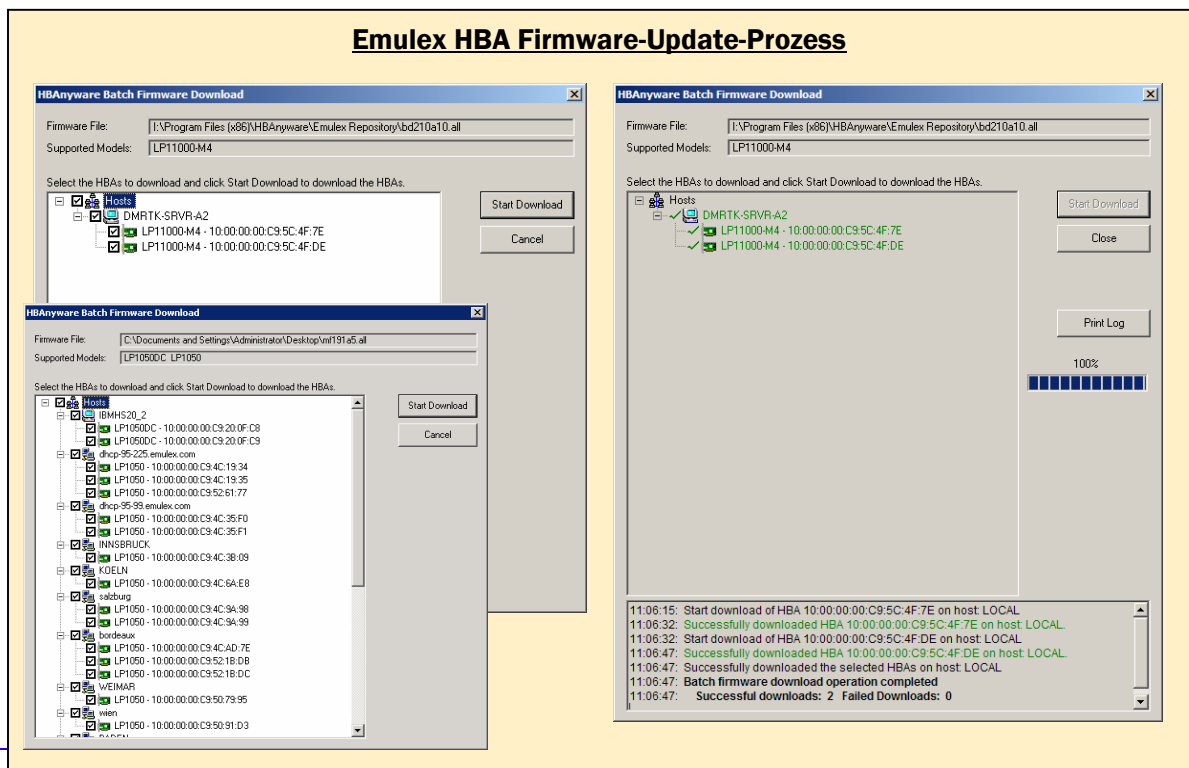 Emulex HBA Firmware-Update-Prozess
HBAnyware Batch Firmware Download
Firmware File: I:\Program Files (x86)\HBAnyware\Emulex Repository\bd210a10.all
Supported Models: LP11000-M4
Select the HBAs to download and click Start Download to download the HBAs.
Hosts
DMRTK-SRVR-A2
LP11000-M4 - 10:00:00:00:C9:5C:4F:7E
LP11000-M4 - 10:00:00:00:C9:5C:4F:DE
Start Download
Cancel
HBAnyware Batch Firmware Download
Firmware File: C:\Documents and Settings\Administrator\Desktop\mf191a5.all
Supported Models: LP1050DC LP1050
Select the HBAs to download and click Start Download to download the HBAs.
Hosts
IBMHS20_2
LP1050DC - 10:00:00:00:C9:20:0F:C8
LP1050DC - 10:00:00:00:C9:20:0F:C9
dhcp-95-225.emulex.com
LP1050 - 10:00:00:00:C9:4C:19:34
LP1050 - 10:00:00:00:C9:4C:19:35
LP1050 - 10:00:00:00:C9:52:61:77
dhcp-95-99.emulex.com
LP1050 - 10:00:00:00:C9:4C:35:F0
LP1050 - 10:00:00:00:C9:4C:35:F1
INNSBRUCK
LP1050 - 10:00:00:00:C9:4C:3B:09
KOELN
LP1050 - 10:00:00:00:C9:4C:6A:E8
salzburg
LP1050 - 10:00:00:00:C9:4C:9A:98
LP1050 - 10:00:00:00:C9:4C:9A:99
bordeaux
LP1050 - 10:00:00:00:C9:4C:AD:7E
LP1050 - 10:00:00:00:C9:52:1B:DB
LP1050 - 10:00:00:00:C9:52:1B:DC
WEIMAR
LP1050 - 10:00:00:00:C9:50:79:95
wien
LP1050 - 10:00:00:00:C9:50:91:D3
Start Download
Cancel
HBAnyware Batch Firmware Download
Firmware File: I:\Program Files (x86)\HBAnyware\Emulex Repository\bd210a10.all
Supported Models: LP11000-M4
Select the HBAs to download and click Start Download to download the HBAs.
Hosts
DMRTK-SRVR-A2
LP11000-M4 - 10:00:00:00:C9:5C:4F:7E
LP11000-M4 - 10:00:00:00:C9:5C:4F:DE
Start Download
Close
Print Log
100%
11:06:15: Start download of HBA 10:00:00:00:C9:5C:4F:7E on host: LOCAL
11:06:32: Successfully downloaded HBA 10:00:00:00:C9:5C:4F:7E on host: LOCAL.
11:06:32: Start download of HBA 10:00:00:00:C9:5C:4F:DE on host: LOCAL
11:06:47: Successfully downloaded HBA 10:00:00:00:C9:5C:4F:DE on host: LOCAL.
11:06:47: Successfully downloaded the selected HBAs on host: LOCAL
11:06:47: Batch firmware download operation completed
11:06:47: Successful downloads: 2 Failed Downloads: 0